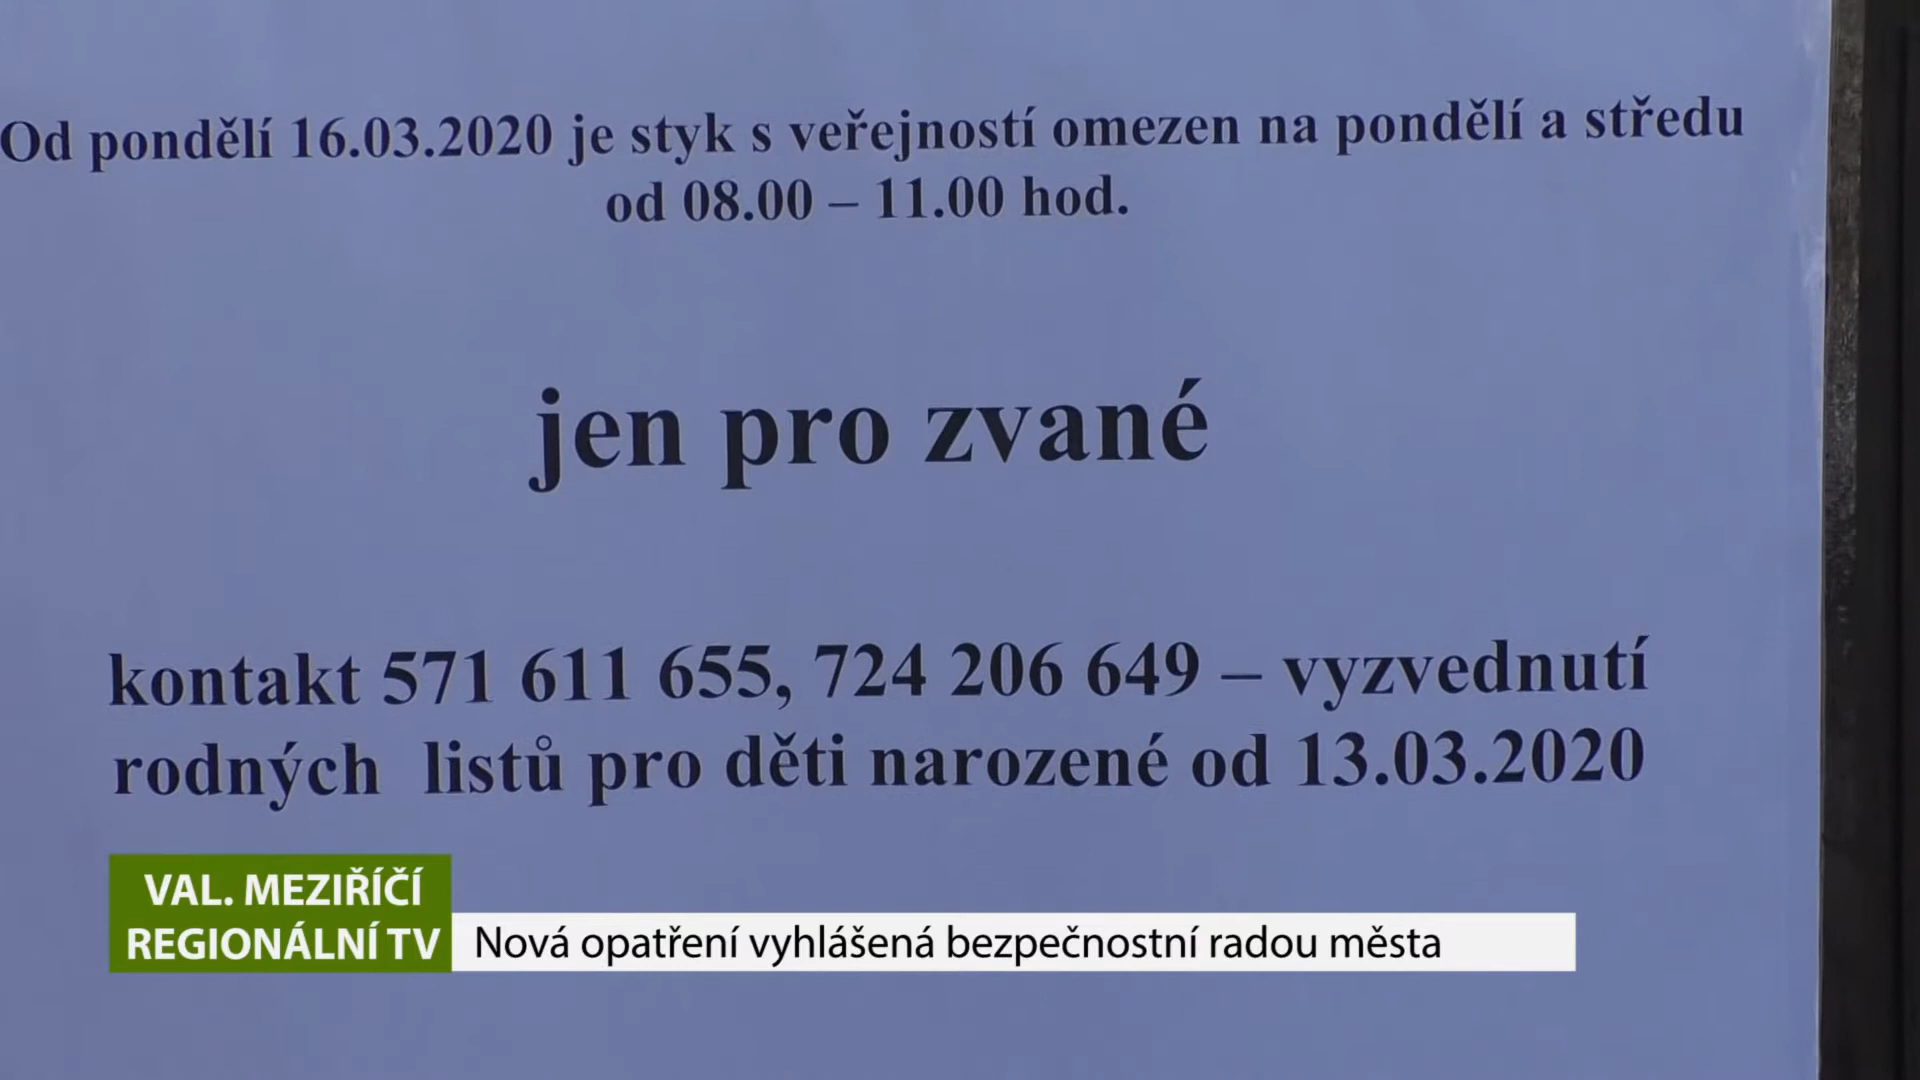 Od pondělí 16.03.2020 je styk s veřejností omezen na pondělí a středu
od 08.00 – 11.00 hod.
jen pro zvané
kontakt 571 611 655, 724 206 649 – vyzvednutí
rodných listů pro děti narozené od 13.03.2020
VAL. MEZIŘÍČÍ
REGIONÁLNÍ TV
Nová opatření vyhlášená bezpečnostní radou města